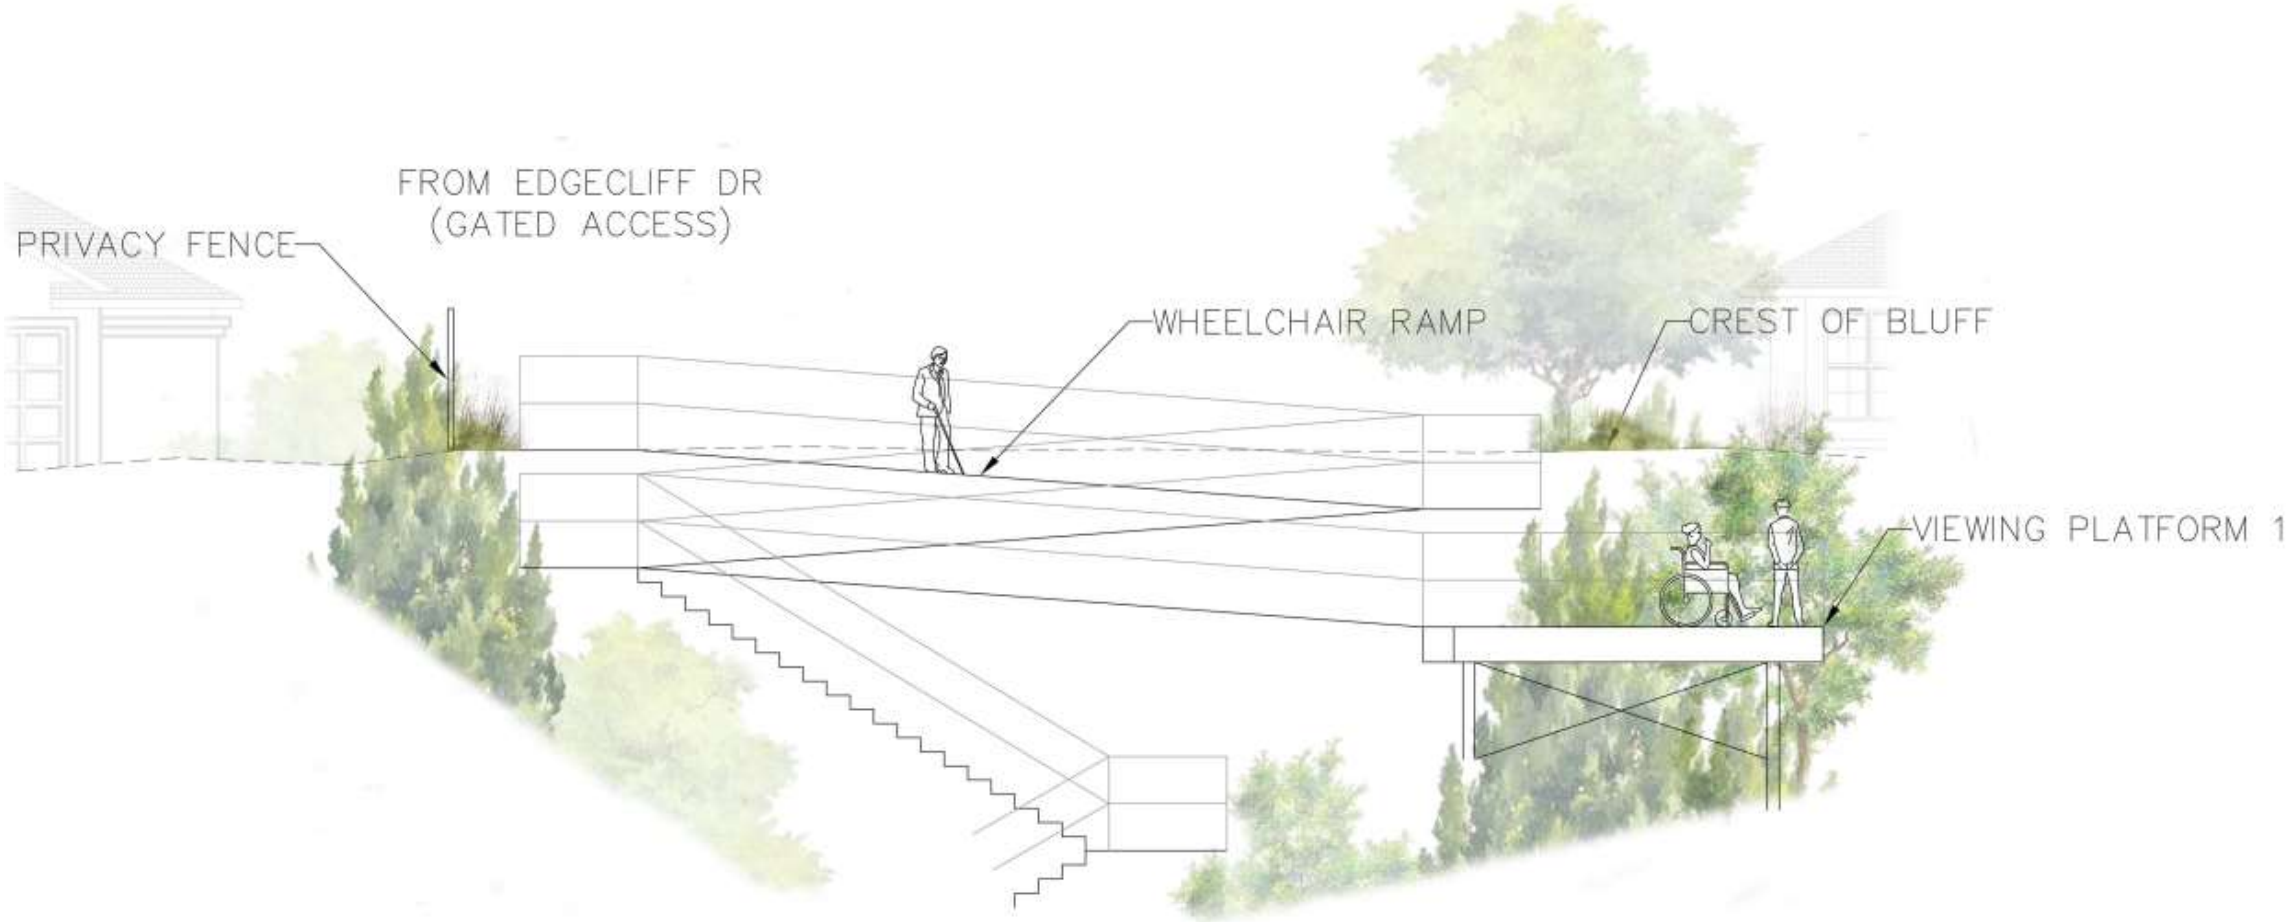 FROM EDGECLIFF DR
(GATED ACCESS)
PRIVACY FENCE
WHEELCHAIR RAMP
CREST OF BLUFF
VIEWING PLATFORM 1